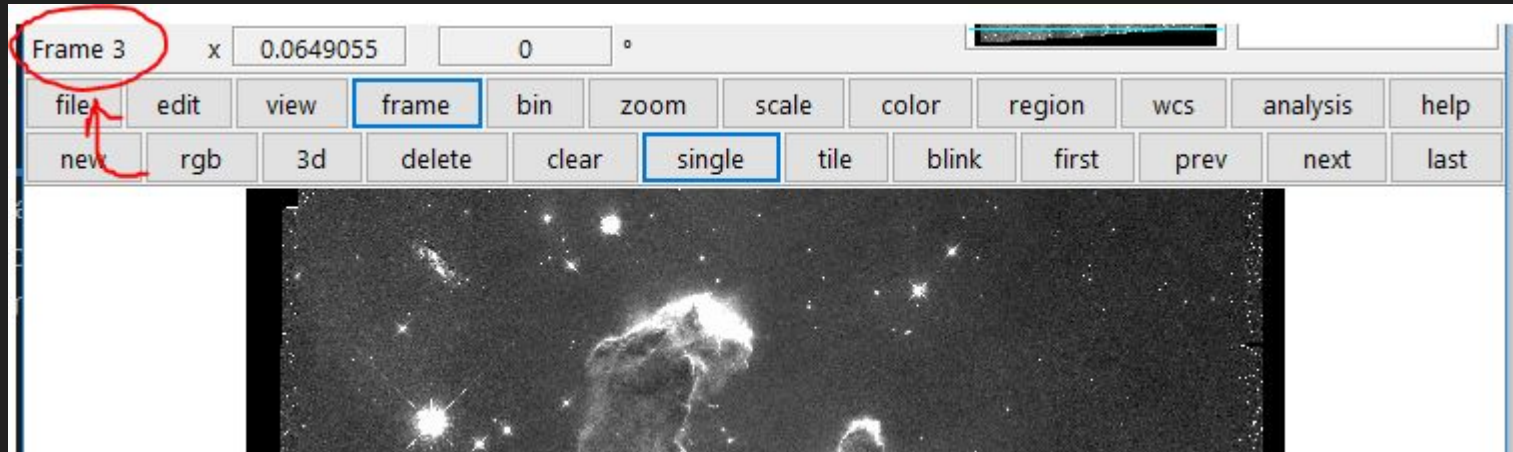 Frame 3 x 0.0649055 0 °
file edit view frame bin zoom scale color region wcs analysis help
new rgb 3d delete clear single tile blink first prev next last